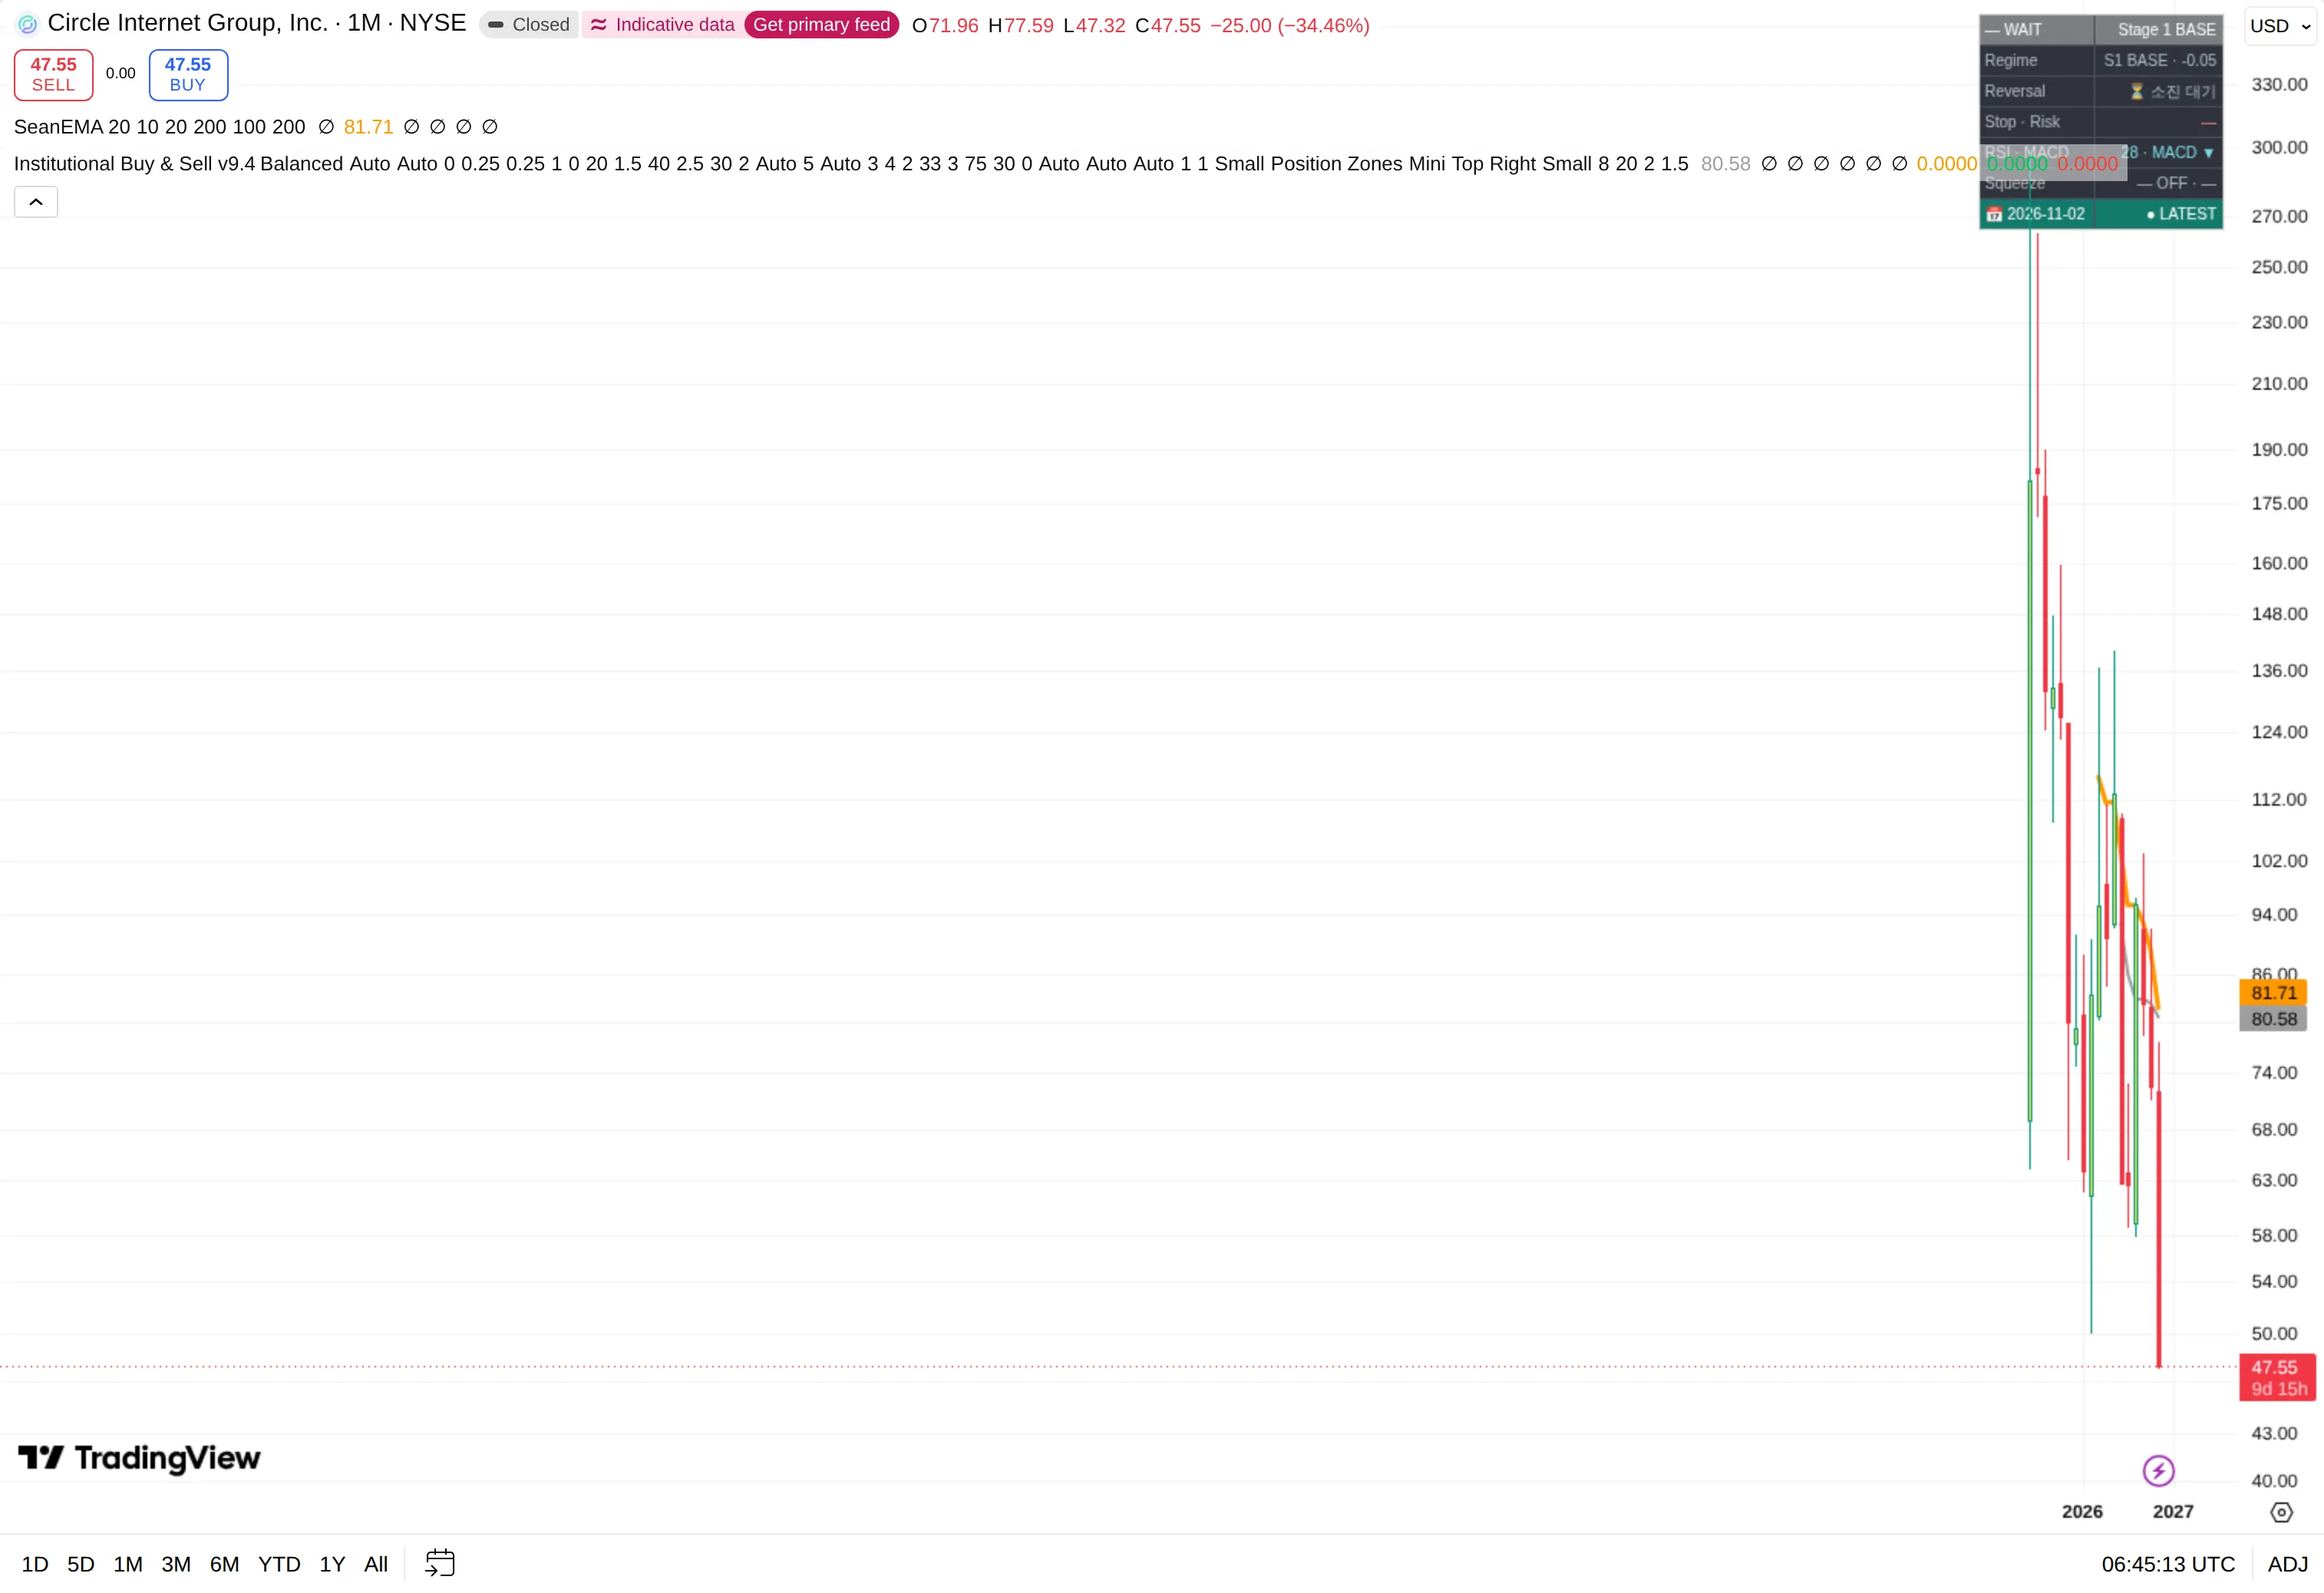 Circle Internet Group, Inc. · 1M · NYSE Closed Indicative data Get primary feed O71.96 H77.59 L47.32 C47.55 −25.00 (−34.46%)
47.55 SELL 0.00 47.55 BUY
SeanEMA 20 10 20 200 100 200 ∅ 81.71 ∅ ∅ ∅ ∅
Institutional Buy & Sell v9.4 Balanced Auto Auto 0 0.25 0.25 1 0 20 1.5 40 2.5 30 2 Auto 5 Auto 3 4 2 33 3 75 30 0 Auto Auto Auto 1 1 Small Position Zones Mini Top Right Small 8 20 2 1.5 80.58 ∅ ∅ ∅ ∅ ∅ ∅ 0.0000 0.0000 0.0000
— WAIT Stage 1 BASE
Regime S1 BASE · -0.05
Reversal ⏳ 소진 대기
Stop · Risk —
RSI · MACD 28 · MACD ▼
Squeeze — OFF · —
📅 2026-11-02 ● LATEST
USD
330.00
300.00
270.00
250.00
230.00
210.00
190.00
175.00
160.00
148.00
136.00
124.00
112.00
102.00
94.00
86.00
81.71
80.58
74.00
68.00
63.00
58.00
54.00
50.00
47.55
9d 15h
43.00
40.00
TradingView
2026 2027
1D 5D 1M 3M 6M YTD 1Y All 06:45:13 UTC ADJ